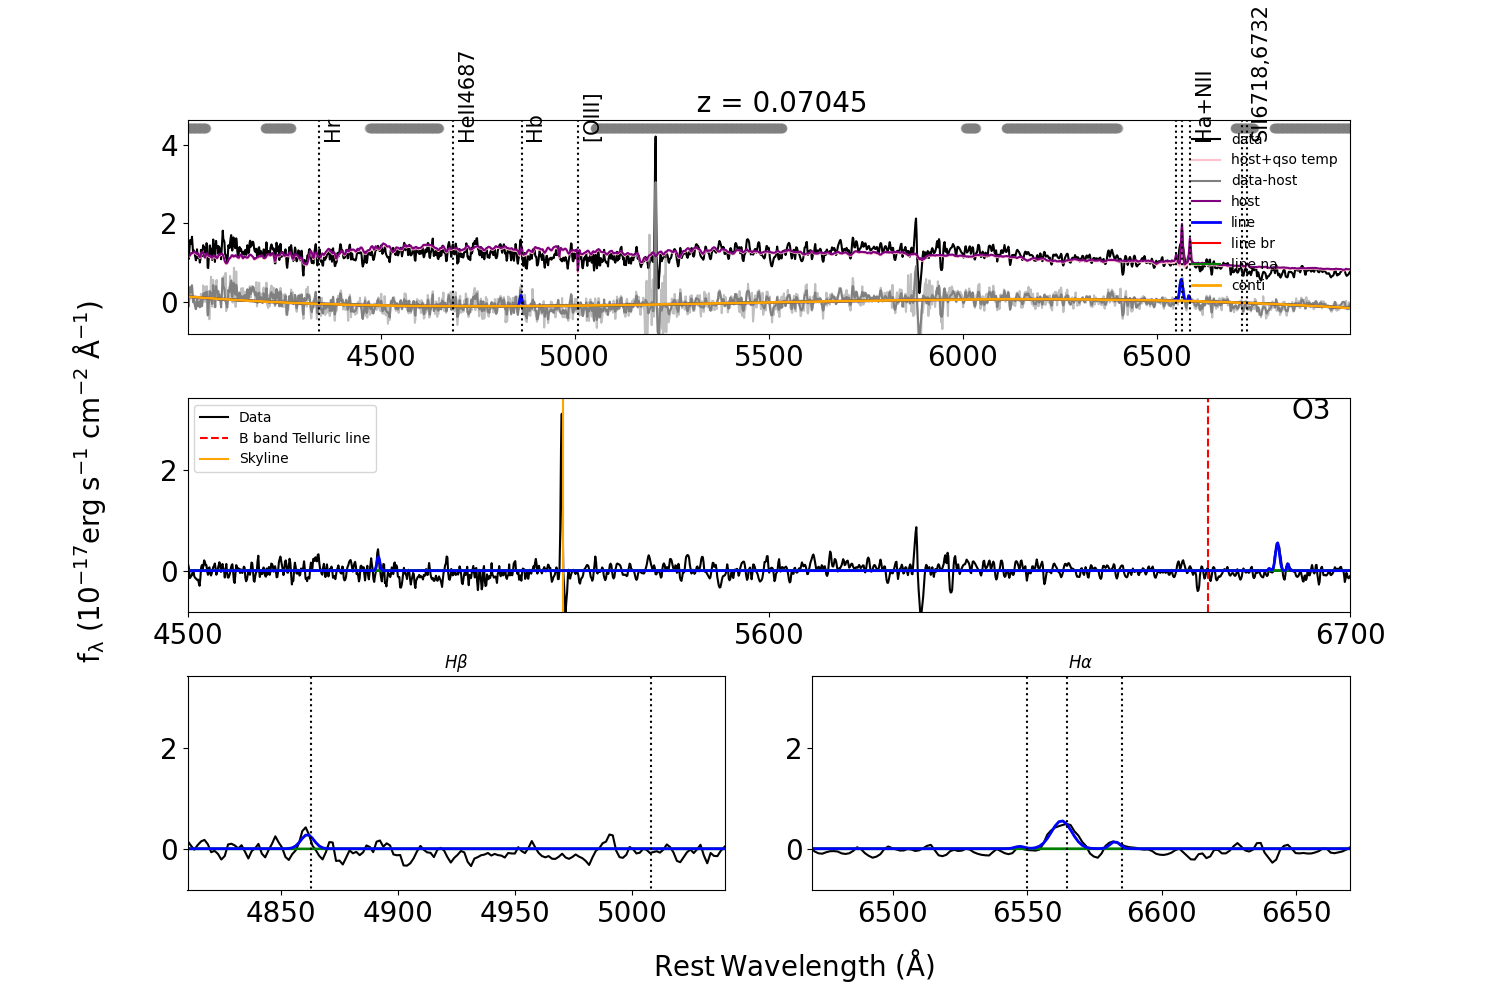 z = 0.07045
Hr
HeII4687
Hb
[OIII]
Ha+NII
SII6718,6732
data
host+qso temp
data-host
host
line
line br
line na
conti
4
2
0
4500 5000 5500 6000 6500
fλ (10⁻¹⁷erg s⁻¹ cm⁻² Å⁻¹)
O3
Data
B band Telluric line
Skyline
2
0
4500 5600 6700
Hβ
2
0
4850 4900 4950 5000
Hα
2
0
6500 6550 6600 6650
Rest Wavelength (Å)